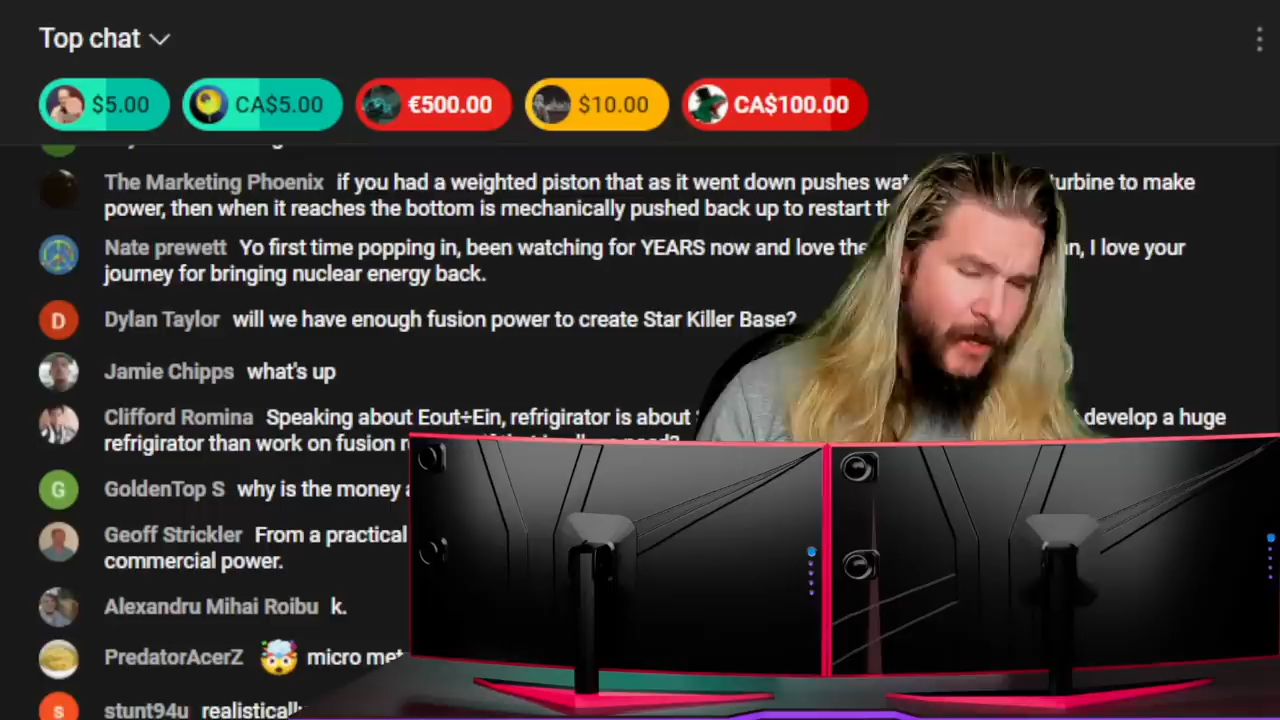 Top chat
$5.00 CA$5.00 €500.00 $10.00 CA$100.00
The Marketing Phoenix if you had a weighted piston that as it went down pushes turbine to make
power, then when it reaches the bottom is mechanically pushed back up to restart
Nate prewett Yo first time popping in, been watching for YEARS now and love the I love your
journey for bringing nuclear energy back.
Dylan Taylor will we have enough fusion power to create Star Killer Base?
Jamie Chipps what's up
Clifford Romina Speaking about Eout÷Ein, refrigirator is about develop a huge
refrigirator than work on fusion
G
GoldenTop S why is the money
Geoff Strickler From a practical
commercial power.
Alexandru Mihai Roibu k.
PredatorAcerZ 🤯 micro
s
stunt94u
D